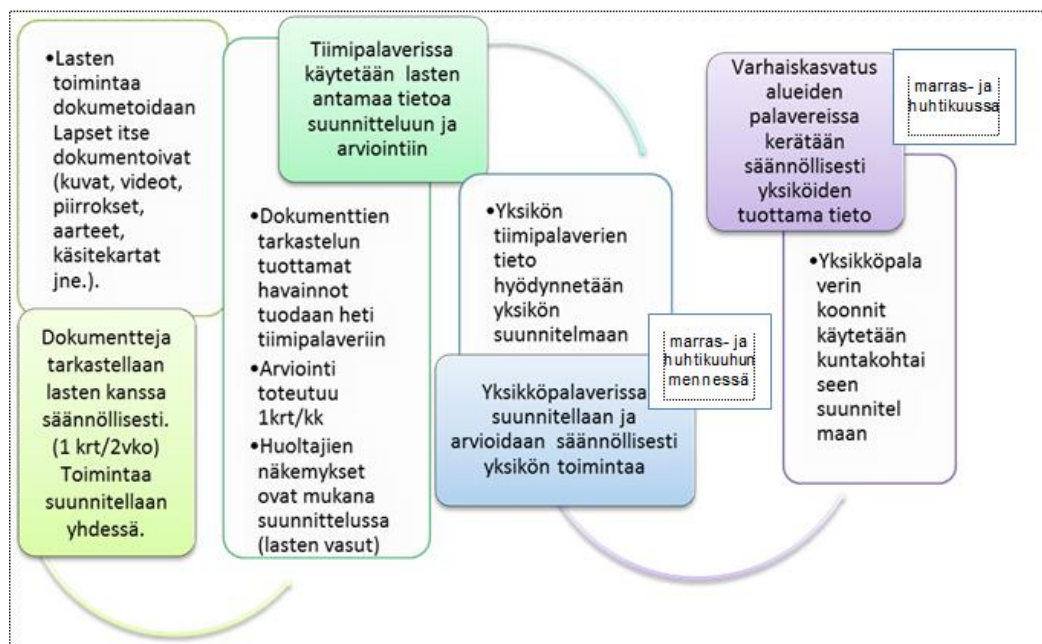 •Lasten
toimintaa
dokumetoidaan
Lapset itse
dokumentoivat
(kuvat, videot,
piirrokset,
aarteet,
käsitekartat
jne.).
Dokumentteja
tarkastellaan
lasten kanssa
säännöllisesti.
(1 krt/2vko)
Toimintaa
suunnitellaan
yhdessä.
Tiimipalaverissa
käytetään lasten
antamaa tietoa
suunnitteluun ja
arviointiin
•Dokumenttien
tarkastelun
tuottamat
havainnot
tuodaan heti
tiimipalaveriin
•Arviointi
toteutuu
1krt/kk
•Huoltajien
näkemykset
ovat mukana
suunnittelussa
(lasten vasut)
•Yksikön
tiimipalaverien
tieto
hyödynnetään
yksikön
suunnitelmaan
marras- ja
huhtikuuhun
mennessä
Yksikköpalaverissa
suunnitellaan ja
arvioidaan säännöllisesti
yksikön toimintaa
Varhaiskasvatus
alueiden
palavereissa
kerätään
säännöllisesti
yksiköiden
tuottama tieto
marras- ja
huhtikuussa
•Yksikköpala
verin
koonnit
käytetään
kuntakohtai
seen
suunnitel
maan